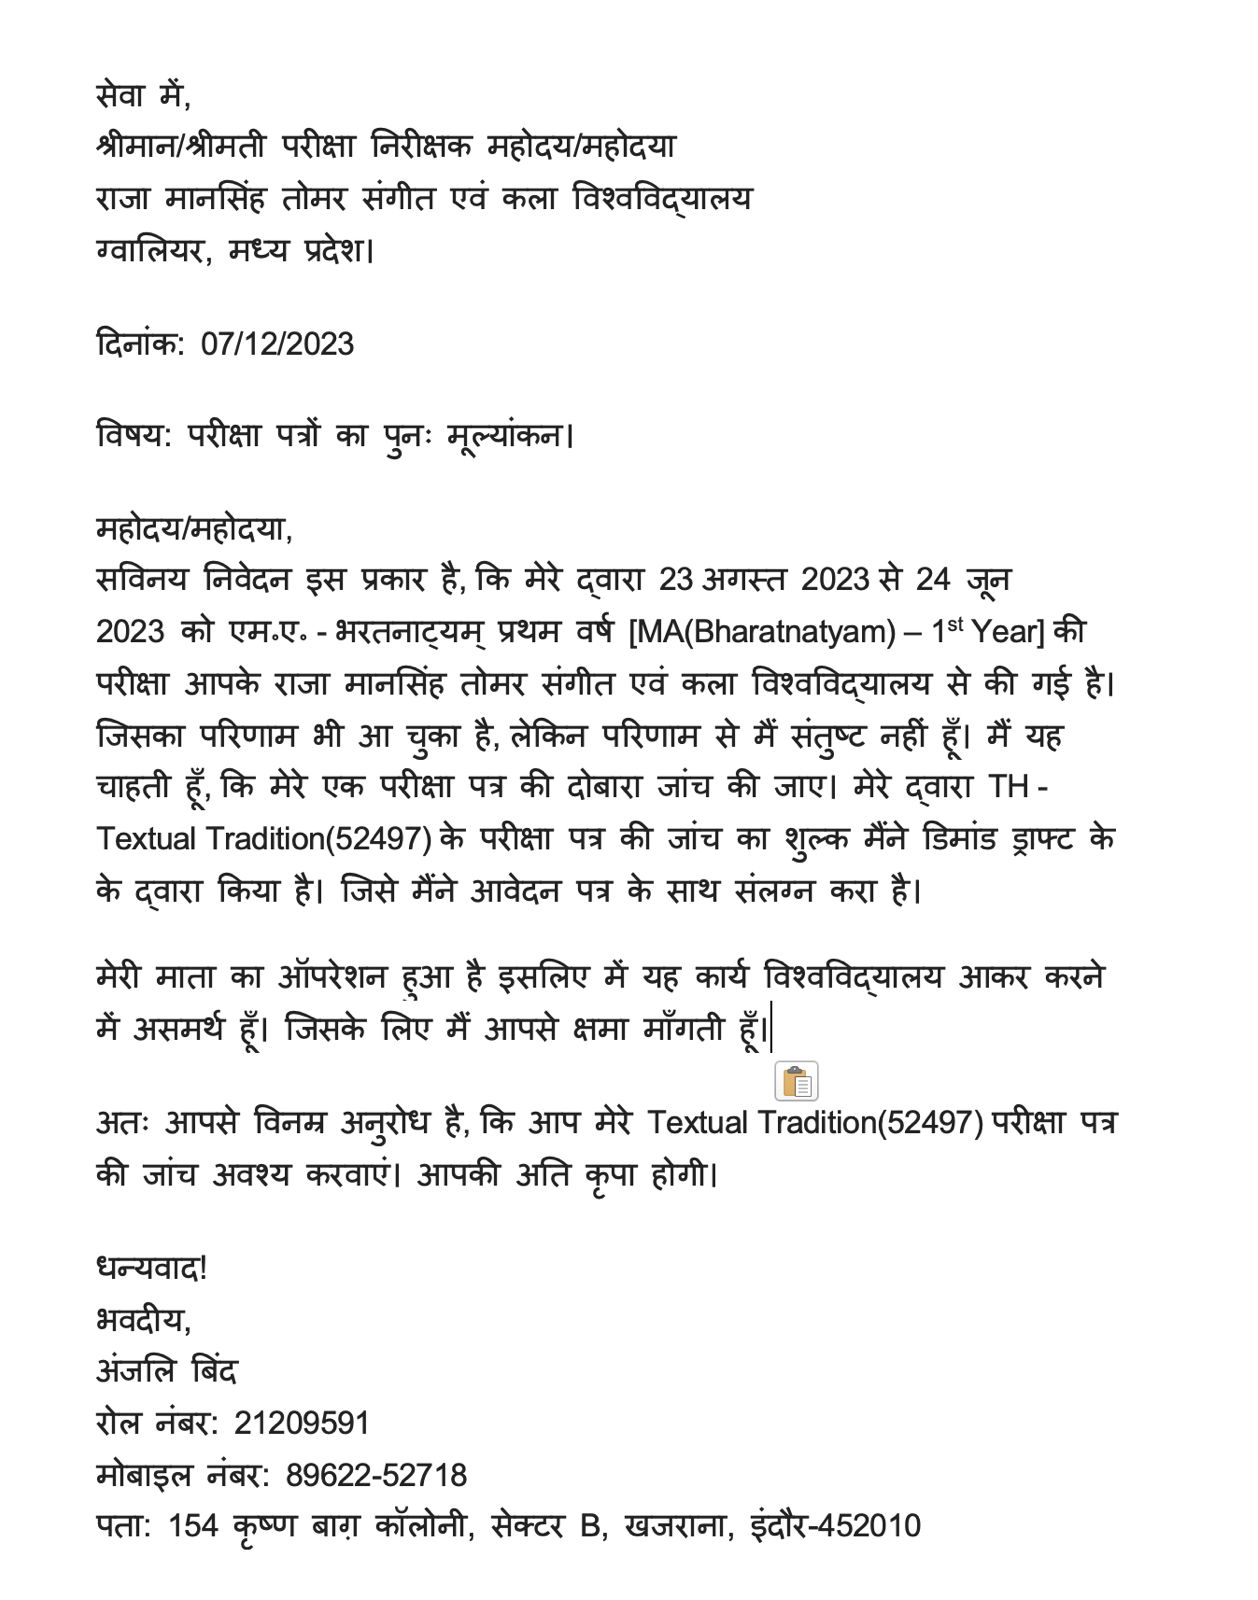 सेवा में,
श्रीमान/श्रीमती परीक्षा निरीक्षक महोदय/महोदया
राजा मानसिंह तोमर संगीत एवं कला विश्वविद्यालय
ग्वालियर, मध्य प्रदेश।
दिनांक: 07/12/2023
विषय: परीक्षा पत्रों का पुनः मूल्यांकन।
महोदय/महोदया,
सविनय निवेदन इस प्रकार है, कि मेरे द्वारा 23 अगस्त 2023 से 24 जून
2023 को एम॰ए॰ - भरतनाट्यम् प्रथम वर्ष [MA(Bharatnatyam) – 1st Year] की
परीक्षा आपके राजा मानसिंह तोमर संगीत एवं कला विश्वविद्यालय से की गई है।
जिसका परिणाम भी आ चुका है, लेकिन परिणाम से मैं संतुष्ट नहीं हूँ। मैं यह
चाहती हूँ, कि मेरे एक परीक्षा पत्र की दोबारा जांच की जाए। मेरे द्वारा TH -
Textual Tradition(52497) के परीक्षा पत्र की जांच का शुल्क मैंने डिमांड ड्राफ्ट के
के द्वारा किया है। जिसे मैंने आवेदन पत्र के साथ संलग्न करा है।
मेरी माता का ऑपरेशन हुआ है इसलिए में यह कार्य विश्वविद्यालय आकर करने
में असमर्थ हूँ। जिसके लिए मैं आपसे क्षमा माँगती हूँ।
अतः आपसे विनम्र अनुरोध है, कि आप मेरे Textual Tradition(52497) परीक्षा पत्र
की जांच अवश्य करवाएं। आपकी अति कृपा होगी।
धन्यवाद!
भवदीय,
अंजलि बिंद
रोल नंबर: 21209591
मोबाइल नंबर: 89622-52718
पता: 154 कृष्ण बाग़ कॉलोनी, सेक्टर B, खजराना, इंदौर-452010